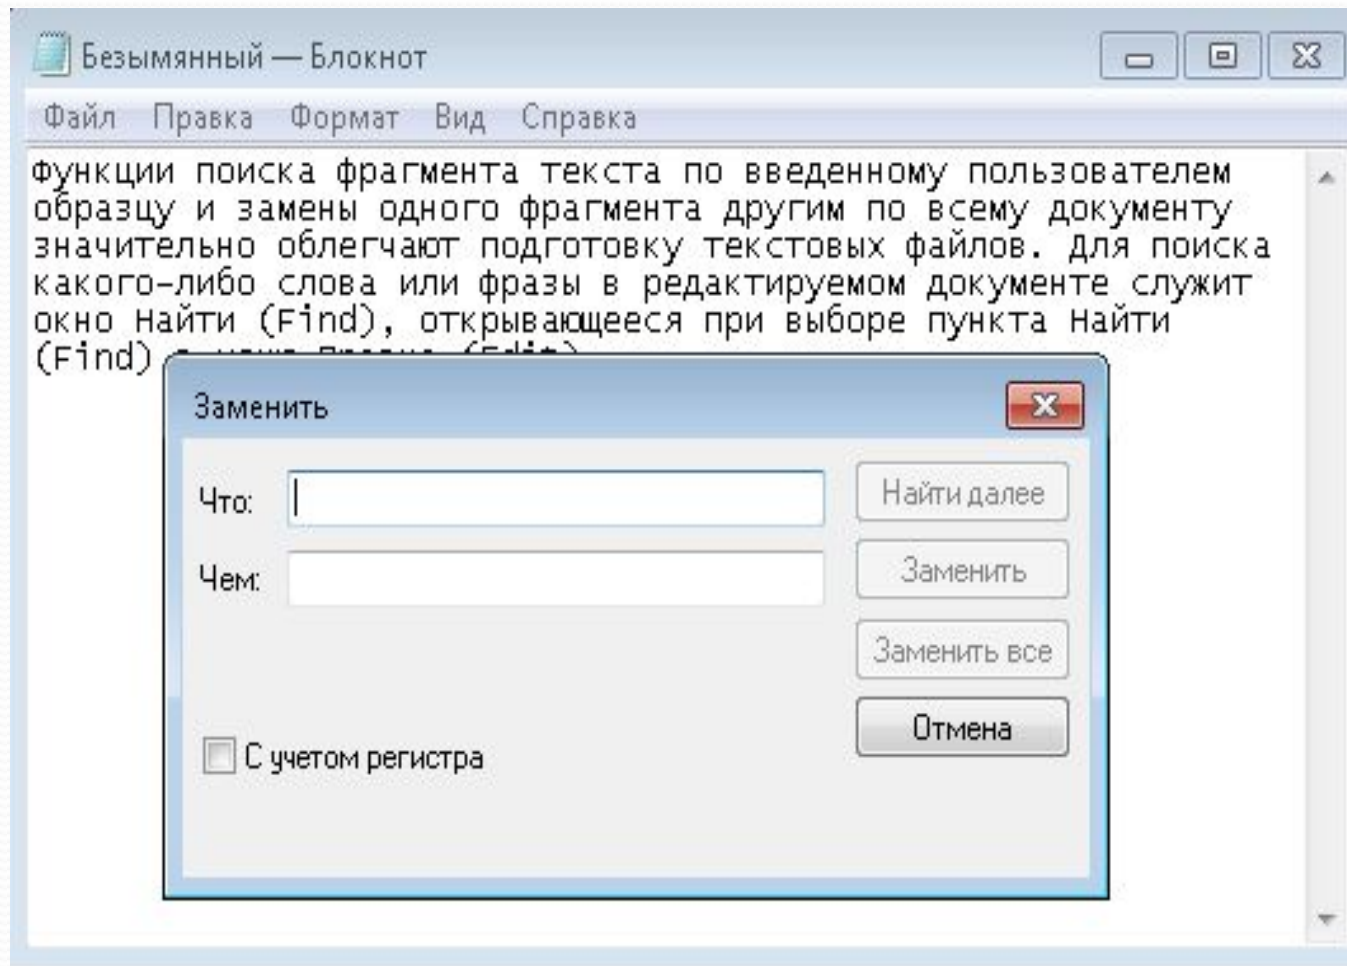 Безымянный — Блокнот
Файл Правка Формат Вид Справка
Функции поиска фрагмента текста по введенному пользователем
образцу и замены одного фрагмента другим по всему документу
значительно облегчают подготовку текстовых файлов. Для поиска
какого-либо слова или фразы в редактируемом документе служит
окно Найти (Find), открывающееся при выборе пункта Найти
(Find)
Заменить
Что:
Найти далее
Чем:
Заменить
Заменить все
Отмена
С учетом регистра